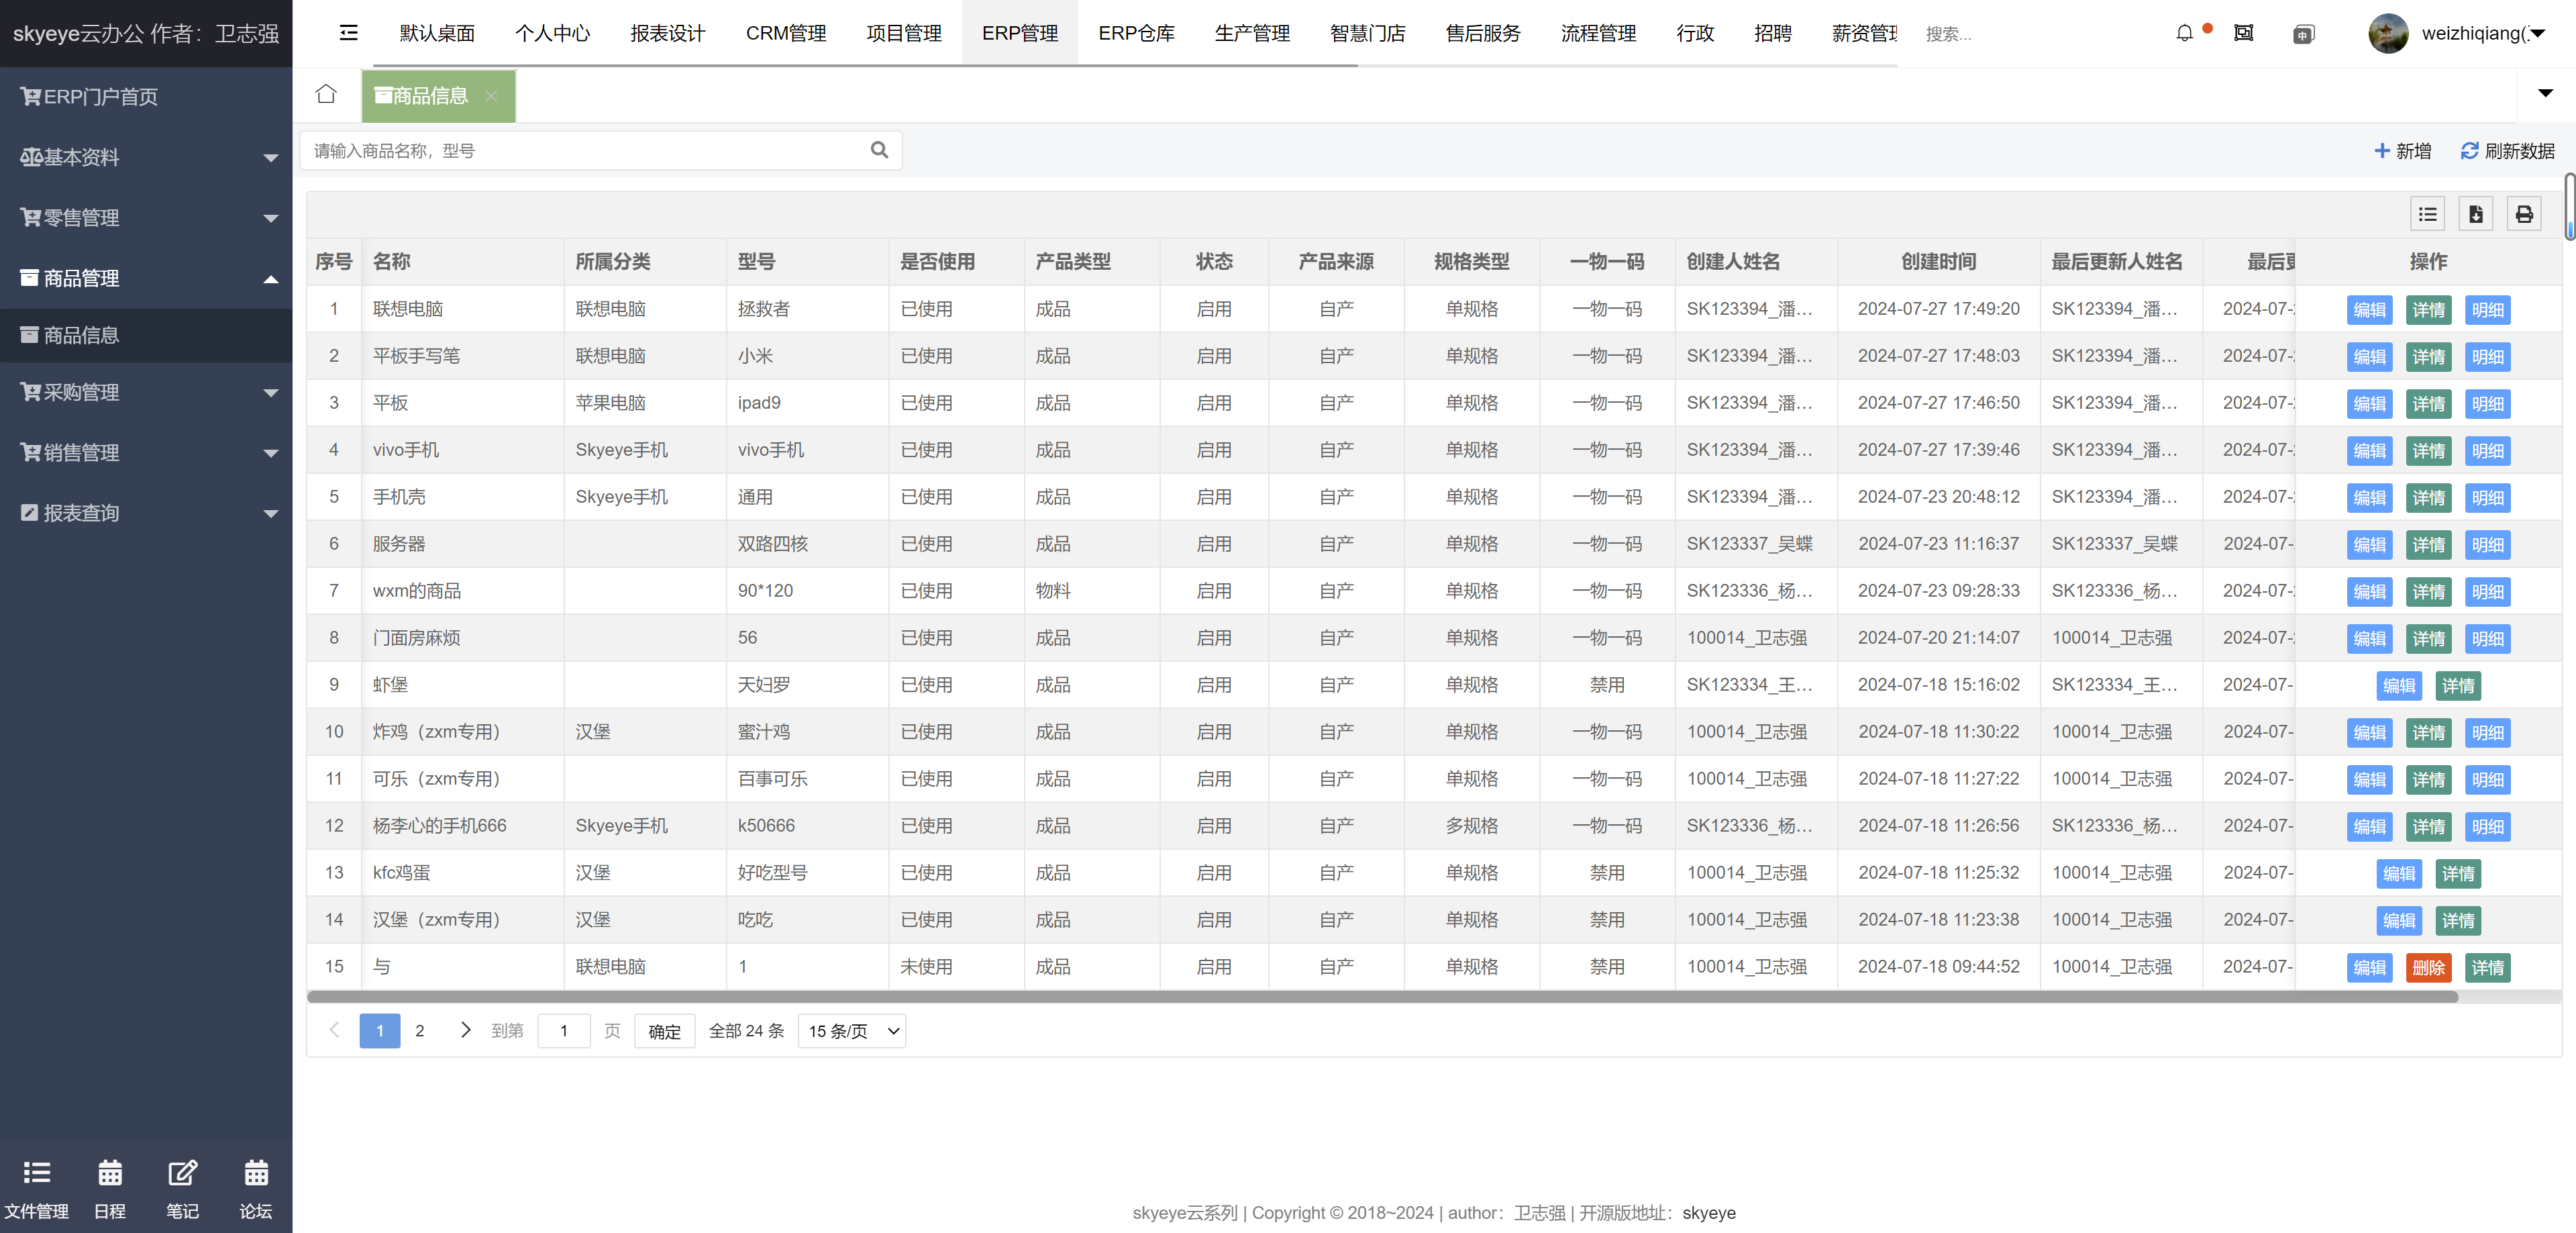 skyeye云办公 作者：卫志强
默认桌面 个人中心 报表设计 CRM管理 项目管理 ERP管理 ERP仓库 生产管理 智慧门店 售后服务 流程管理 行政 招聘 薪资管理 搜索... 中 weizhiqiang(
ERP门户首页
基本资料
零售管理
商品管理
商品信息
采购管理
销售管理
报表查询
文件管理 日程 笔记 论坛
商品信息
请输入商品名称，型号 新增 刷新数据
序号 名称 所属分类 型号 是否使用 产品类型 状态 产品来源 规格类型 一物一码 创建人姓名 创建时间 最后更新人姓名 最后更 操作
1 联想电脑 联想电脑 拯救者 已使用 成品 启用 自产 单规格 一物一码 SK123394_潘... 2024-07-27 17:49:20 SK123394_潘... 2024-07- 编辑 详情 明细
2 平板手写笔 联想电脑 小米 已使用 成品 启用 自产 单规格 一物一码 SK123394_潘... 2024-07-27 17:48:03 SK123394_潘... 2024-07- 编辑 详情 明细
3 平板 苹果电脑 ipad9 已使用 成品 启用 自产 单规格 一物一码 SK123394_潘... 2024-07-27 17:46:50 SK123394_潘... 2024-07- 编辑 详情 明细
4 vivo手机 Skyeye手机 vivo手机 已使用 成品 启用 自产 单规格 一物一码 SK123394_潘... 2024-07-27 17:39:46 SK123394_潘... 2024-07- 编辑 详情 明细
5 手机壳 Skyeye手机 通用 已使用 成品 启用 自产 单规格 一物一码 SK123394_潘... 2024-07-23 20:48:12 SK123394_潘... 2024-07- 编辑 详情 明细
6 服务器 双路四核 已使用 成品 启用 自产 单规格 一物一码 SK123337_吴蝶 2024-07-23 11:16:37 SK123337_吴蝶 2024-07- 编辑 详情 明细
7 wxm的商品 90*120 已使用 物料 启用 自产 单规格 一物一码 SK123336_杨... 2024-07-23 09:28:33 SK123336_杨... 2024-07- 编辑 详情 明细
8 门面房麻烦 56 已使用 成品 启用 自产 单规格 一物一码 100014_卫志强 2024-07-20 21:14:07 100014_卫志强 2024-07- 编辑 详情 明细
9 虾堡 天妇罗 已使用 成品 启用 自产 单规格 禁用 SK123334_王... 2024-07-18 15:16:02 SK123334_王... 2024-07- 编辑 详情
10 炸鸡（zxm专用） 汉堡 蜜汁鸡 已使用 成品 启用 自产 单规格 一物一码 100014_卫志强 2024-07-18 11:30:22 100014_卫志强 2024-07- 编辑 详情 明细
11 可乐（zxm专用） 百事可乐 已使用 成品 启用 自产 单规格 一物一码 100014_卫志强 2024-07-18 11:27:22 100014_卫志强 2024-07- 编辑 详情 明细
12 杨李心的手机666 Skyeye手机 k50666 已使用 成品 启用 自产 多规格 一物一码 SK123336_杨... 2024-07-18 11:26:56 SK123336_杨... 2024-07- 编辑 详情 明细
13 kfc鸡蛋 汉堡 好吃型号 已使用 成品 启用 自产 单规格 禁用 100014_卫志强 2024-07-18 11:25:32 100014_卫志强 2024-07- 编辑 详情
14 汉堡（zxm专用） 汉堡 吃吃 已使用 成品 启用 自产 单规格 禁用 100014_卫志强 2024-07-18 11:23:38 100014_卫志强 2024-07- 编辑 详情
15 与 联想电脑 1 未使用 成品 启用 自产 单规格 禁用 100014_卫志强 2024-07-18 09:44:52 100014_卫志强 2024-07- 编辑 删除 详情
1 2 到第 1 页 确定 全部 24 条 15 条/页
skyeye云系列 | Copyright © 2018~2024 | author：卫志强 | 开源版地址：skyeye